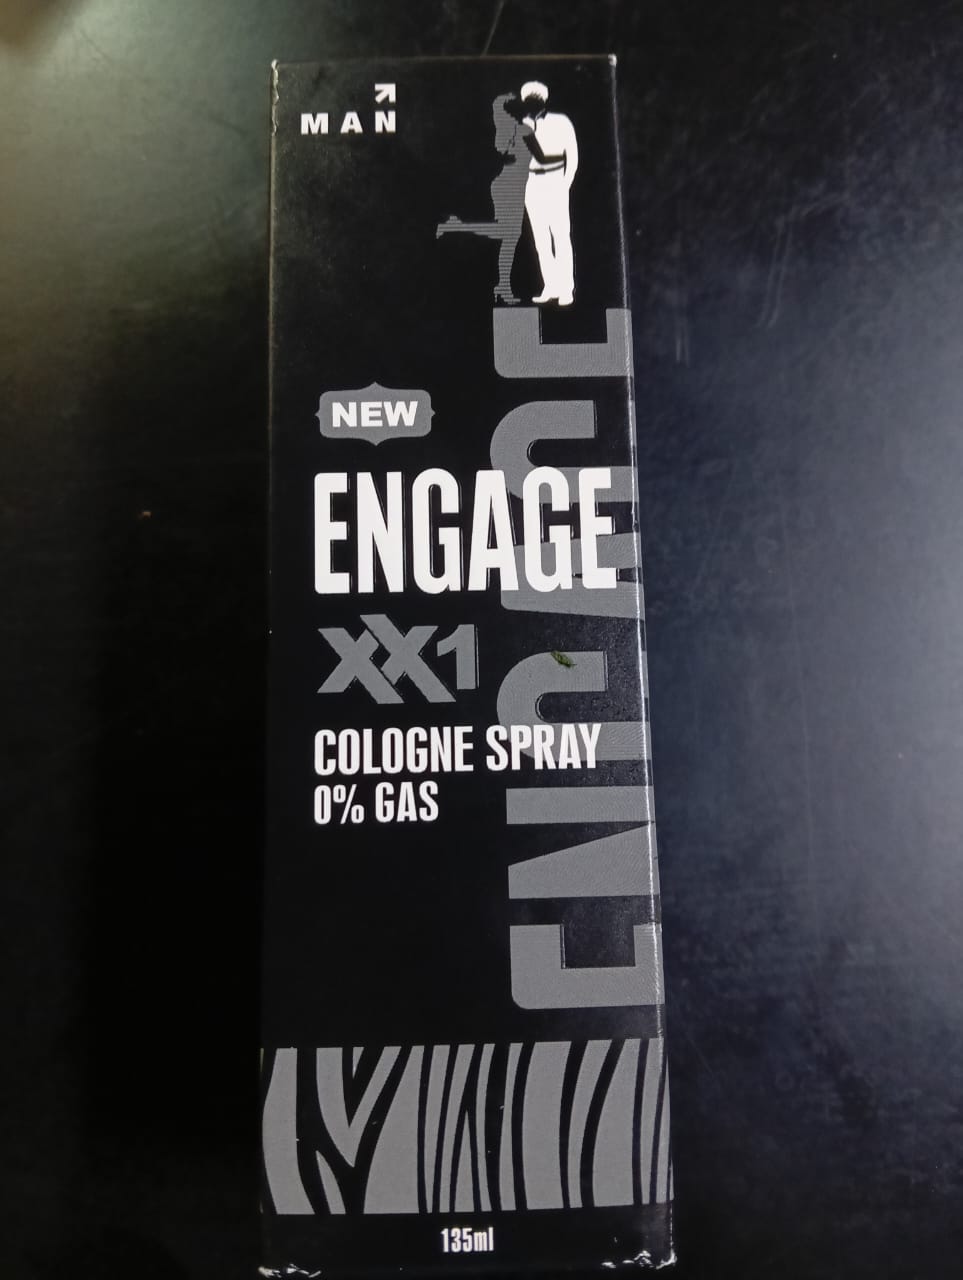 MAN
NEW
ENGAGE
XX1
COLOGNE SPRAY
0% GAS
ENGAGE
135ml